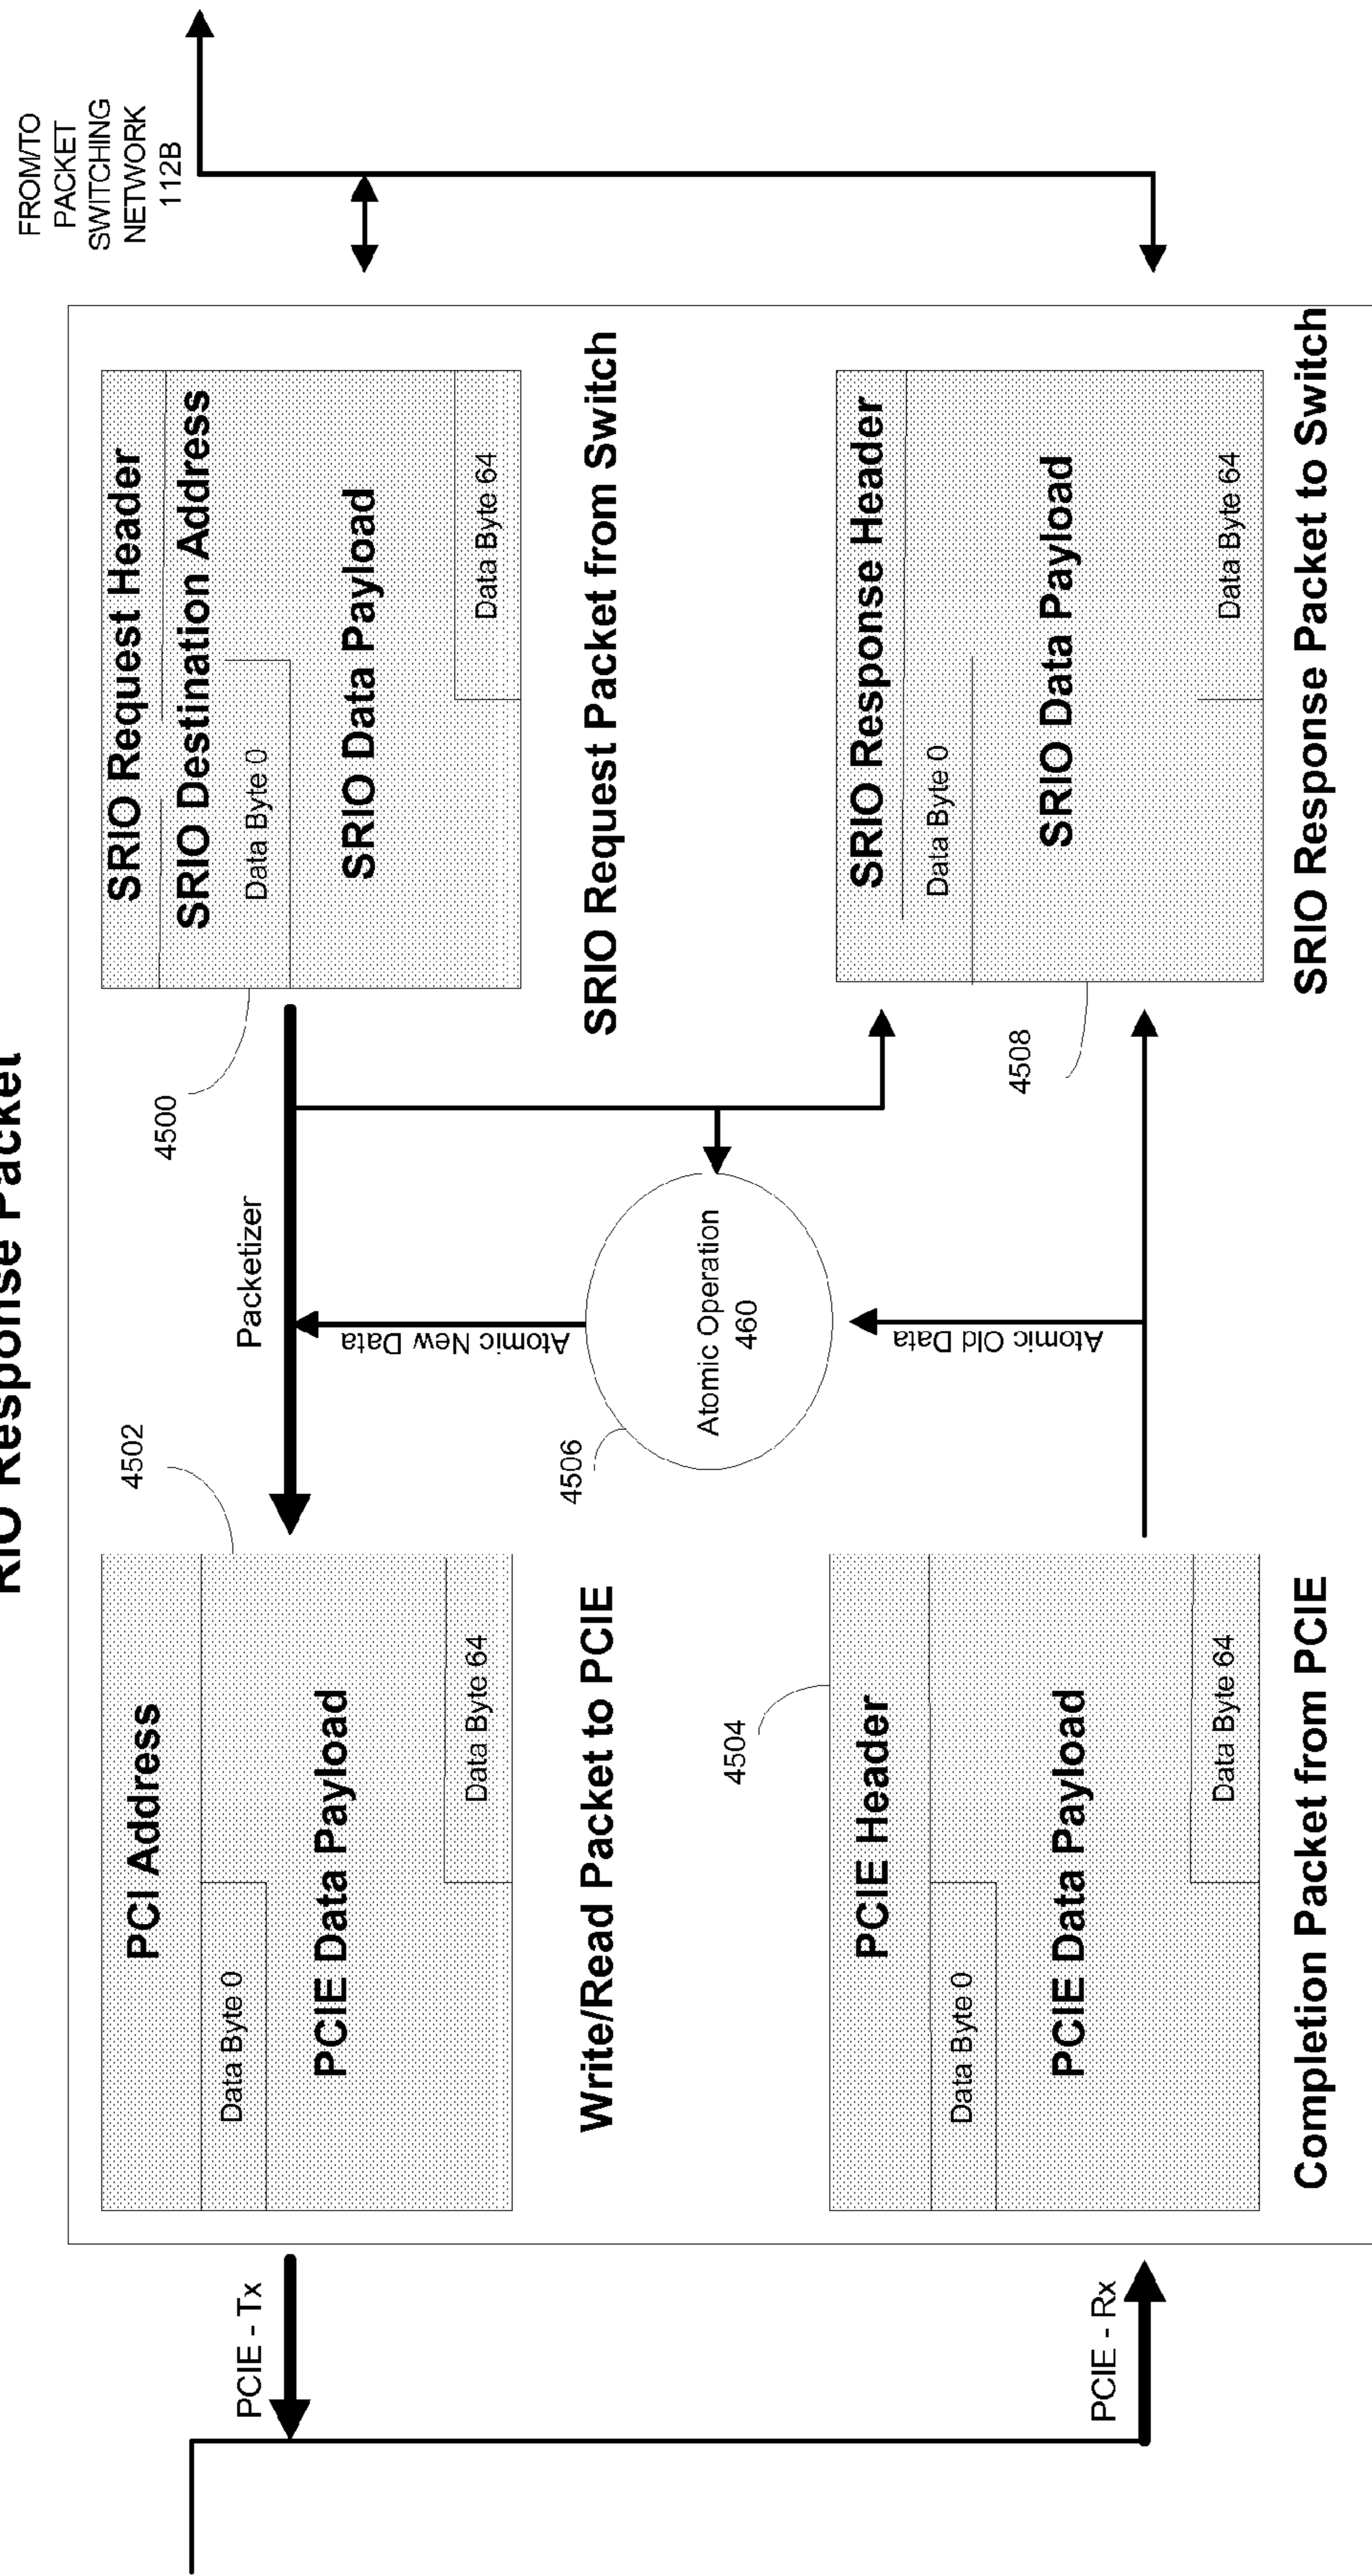 RIO Response Packet
FROM/TO
PACKET
SWITCHING
NETWORK
112B
PCIE - Tx
PCI Address
Data Byte 0
PCIE Data Payload
Data Byte 64
Write/Read Packet to PCIE
4502
Packetizer
4500
SRIO Request Header
SRIO Destination Address
Data Byte 0
SRIO Data Payload
Data Byte 64
SRIO Request Packet from Switch
Atomic New Data
4506
Atomic Operation
460
Atomic Old Data
PCIE - Rx
4504
PCIE Header
Data Byte 0
PCIE Data Payload
Data Byte 64
Completion Packet from PCIE
4508
SRIO Response Header
Data Byte 0
SRIO Data Payload
Data Byte 64
SRIO Response Packet to Switch